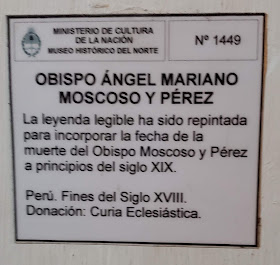 MINISTERIO DE CULTURA
DE LA NACIÓN
MUSEO HISTÓRICO DEL NORTE
Nº 1449
OBISPO ÁNGEL MARIANO
MOSCOSO Y PÉREZ
La leyenda legible ha sido repintada
para incorporar la fecha de la
muerte del Obispo Moscoso y Pérez
a principios del siglo XIX.
Perú. Fines del Siglo XVIII.
Donación: Curia Eclesiástica.